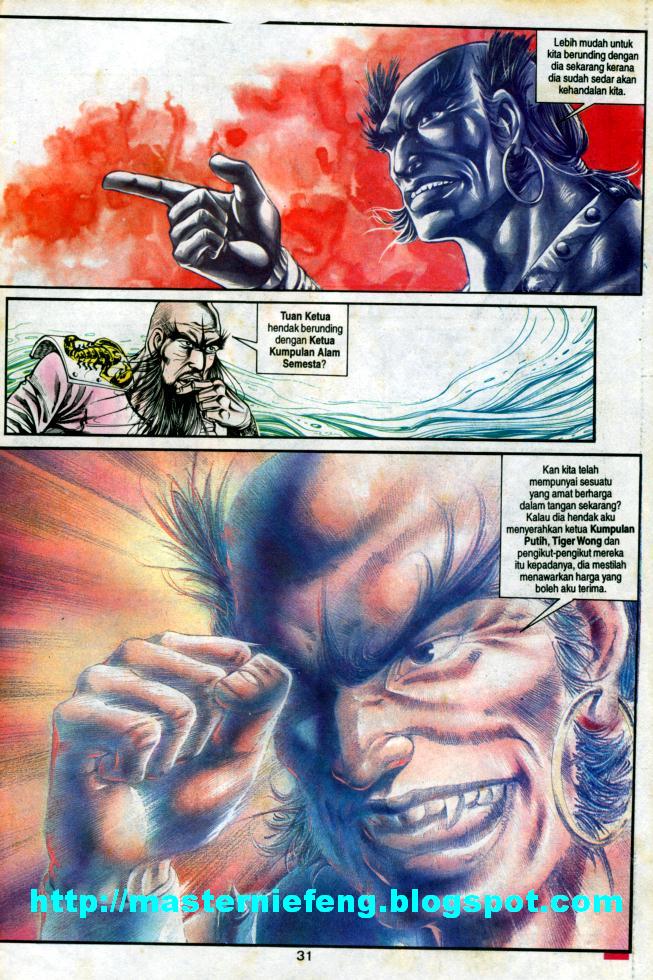 Lebih mudah untuk
kita berunding dengan
dia sekarang kerana
dia sudah sedar akan
kehandalan kita.
Tuan Ketua
hendak berunding
dengan Ketua
Kumpulan Alam
Semesta?
Kan kita telah
mempunyai sesuatu
yang amat berharga
dalam tangan sekarang?
Kalau dia hendak aku
menyerahkan ketua Kumpulan
Putih, Tiger Wong dan
pengikut-pengikut mereka
itu kepadanya, dia mestilah
menawarkan harga yang
boleh aku terima.
http://masterniefeng.blogspot.com
31